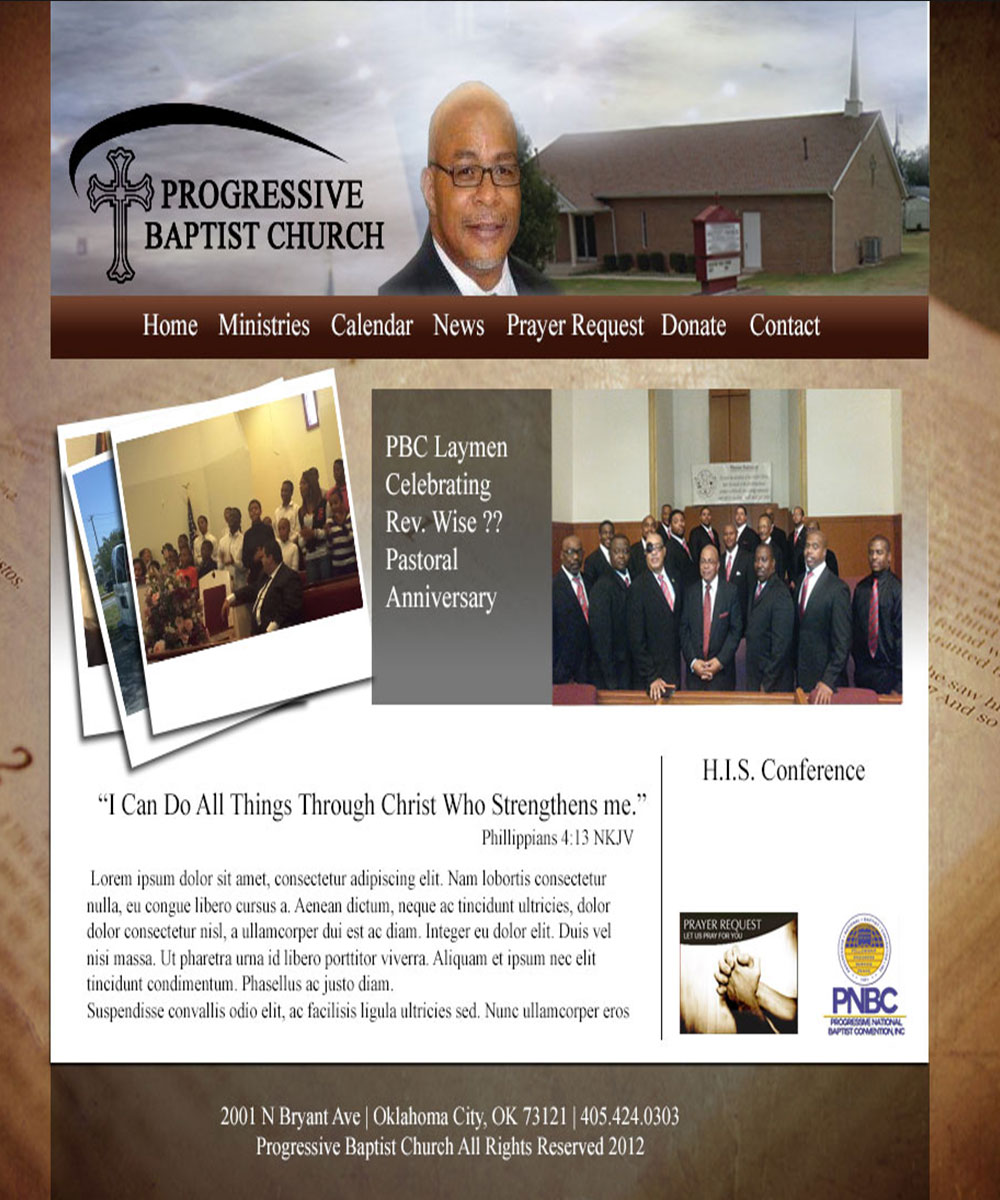 PROGRESSIVE
BAPTIST CHURCH
Home Ministries Calendar News Prayer Request Donate Contact
PBC Laymen
Celebrating
Rev. Wise ??
Pastoral
Anniversary
“I Can Do All Things Through Christ Who Strengthens me.”
Phillippians 4:13 NKJV
Lorem ipsum dolor sit amet, consectetur adipiscing elit. Nam lobortis consectetur
nulla, eu congue libero cursus a. Aenean dictum, neque ac tincidunt ultricies, dolor
dolor consectetur nisl, a ullamcorper dui est ac diam. Integer eu dolor elit. Duis vel
nisi massa. Ut pharetra urna id libero porttitor viverra. Aliquam et ipsum nec elit
tincidunt condimentum. Phasellus ac justo diam.
Suspendisse convallis odio elit, ac facilisis ligula ultricies sed. Nunc ullamcorper eros
H.I.S. Conference
PRAYER REQUEST
LET US PRAY FOR YOU
PNBC
PROGRESSIVE NATIONAL
BAPTIST CONVENTION, INC
he saw h
And so
2001 N Bryant Ave | Oklahoma City, OK 73121 | 405.424.0303
Progressive Baptist Church All Rights Reserved 2012